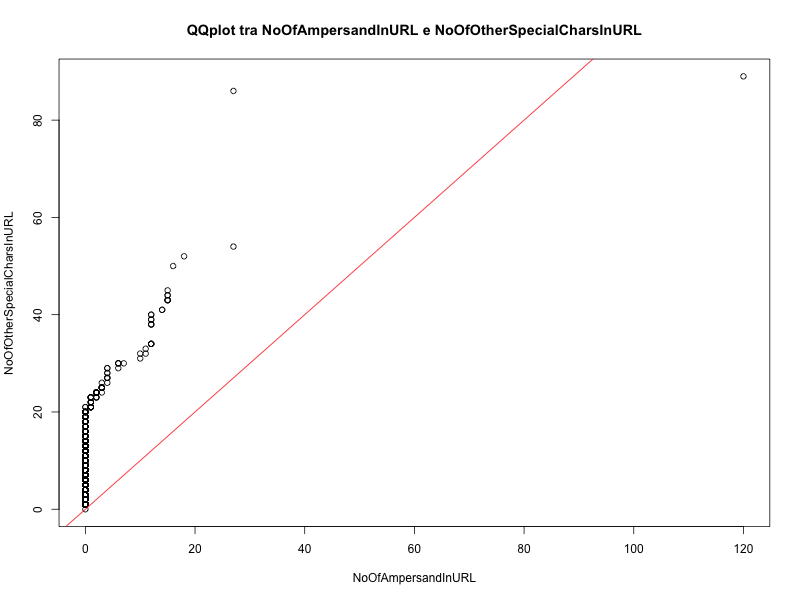 QQplot tra NoOfAmpersandInURL e NoOfOtherSpecialCharsInURL
NoOfOtherSpecialCharsInURL
80
60
40
20
0
0 20 40 60 80 100 120
NoOfAmpersandInURL